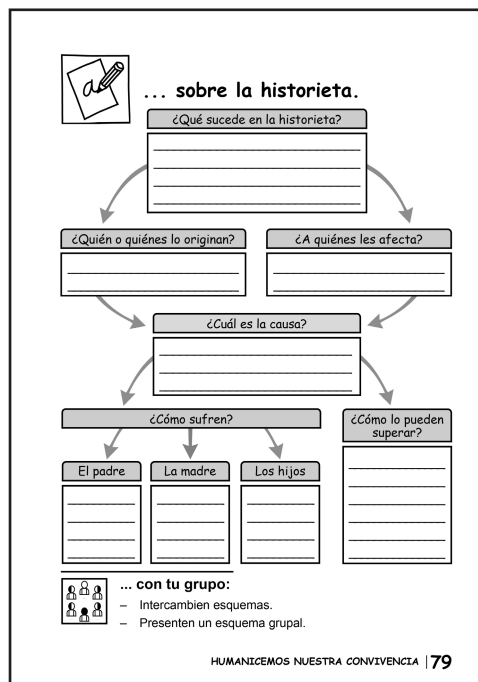 a
... sobre la historieta.
¿Qué sucede en la historieta?
¿Quién o quiénes lo originan?
¿A quiénes les afecta?
¿Cuál es la causa?
¿Cómo sufren?
¿Cómo lo pueden
superar?
El padre
La madre
Los hijos
... con tu grupo:
– Intercambien esquemas.
– Presenten un esquema grupal.
HUMANICEMOS NUESTRA CONVIVENCIA | 79